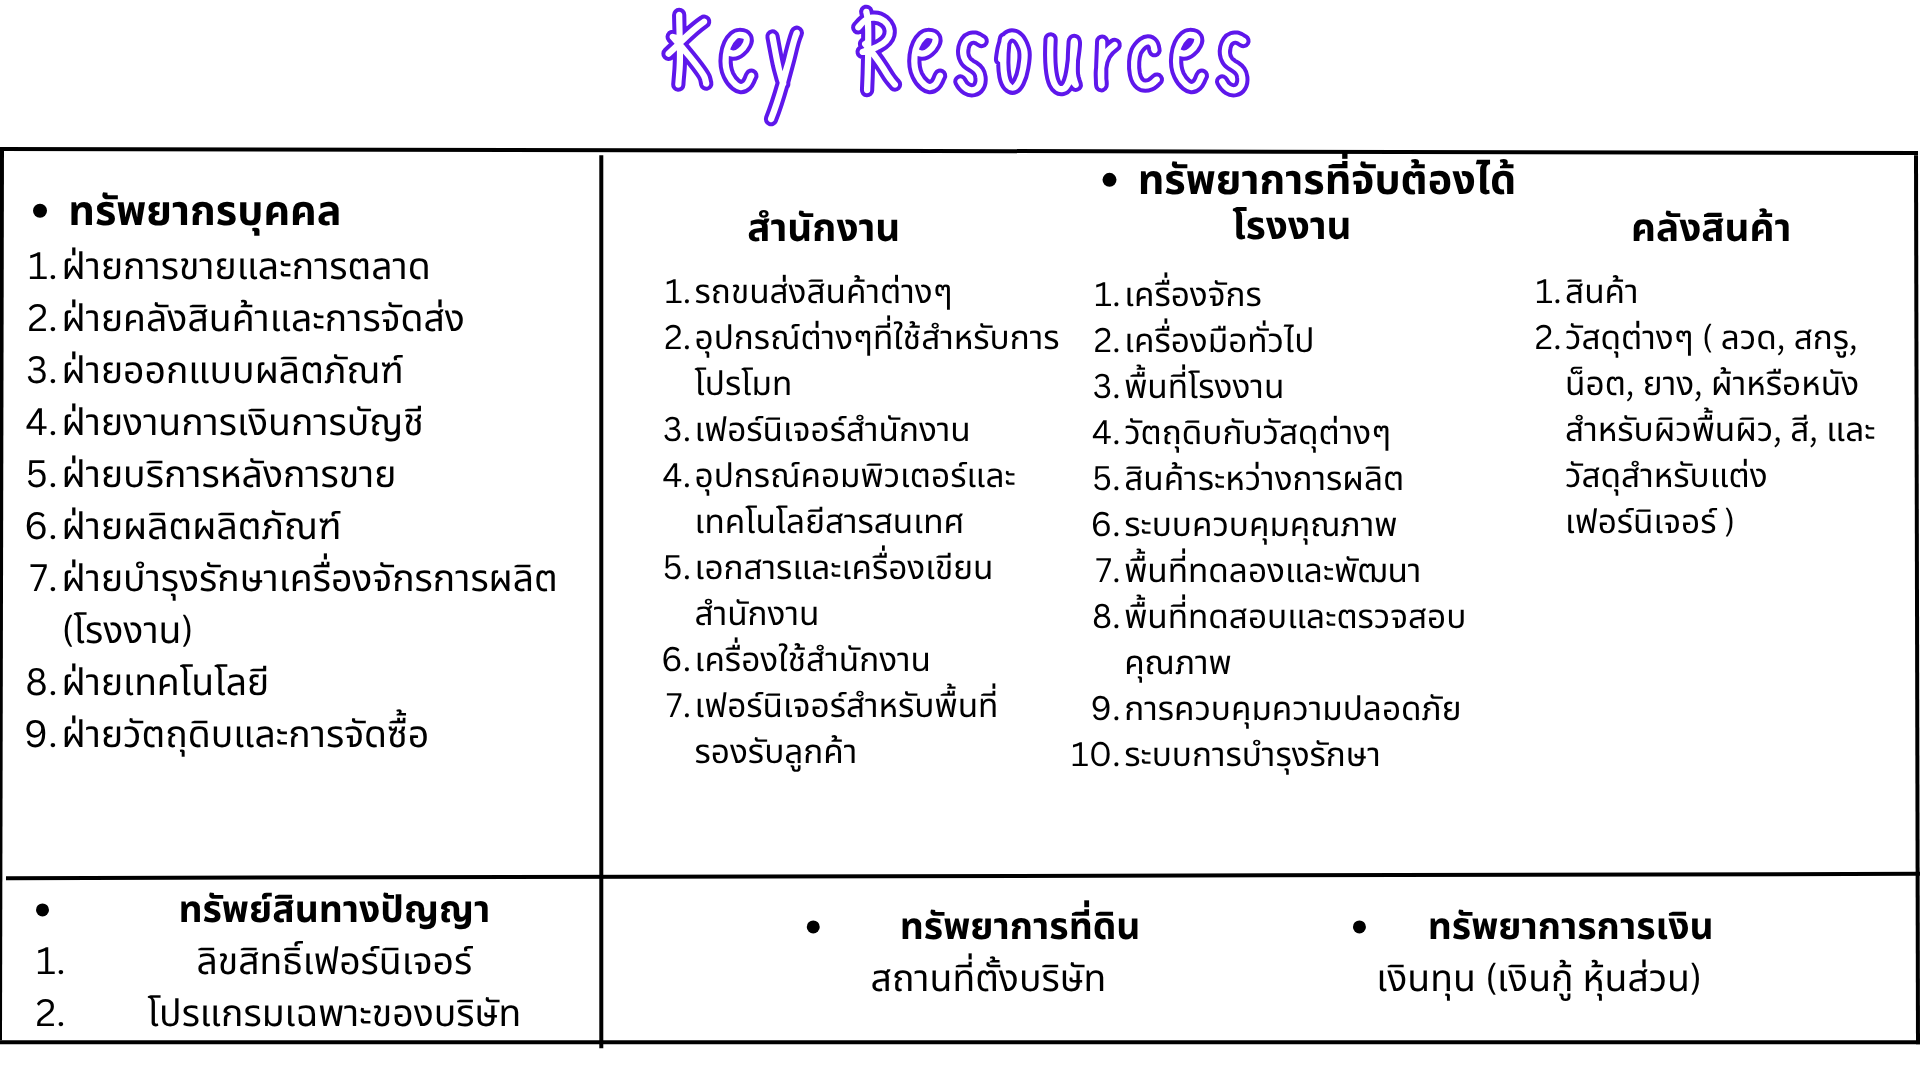 Key Resources
• ทรัพยากรบุคคล
1. ฝ่ายการขายและการตลาด
2. ฝ่ายคลังสินค้าและการจัดส่ง
3. ฝ่ายออกแบบผลิตภัณฑ์
4. ฝ่ายงานการเงินการบัญชี
5. ฝ่ายบริการหลังการขาย
6. ฝ่ายผลิตผลิตภัณฑ์
7. ฝ่ายบำรุงรักษาเครื่องจักรการผลิต
(โรงงาน)
8. ฝ่ายเทคโนโลยี
9. ฝ่ายวัตถุดิบและการจัดซื้อ
• ทรัพยาการที่จับต้องได้
สำนักงาน
1. รถขนส่งสินค้าต่างๆ
2. อุปกรณ์ต่างๆที่ใช้สำหรับการ
โปรโมท
3. เฟอร์นิเจอร์สำนักงาน
4. อุปกรณ์คอมพิวเตอร์และ
เทคโนโลยีสารสนเทศ
5. เอกสารและเครื่องเขียน
สำนักงาน
6. เครื่องใช้สำนักงาน
7. เฟอร์นิเจอร์สำหรับพื้นที่
รองรับลูกค้า
โรงงาน
1. เครื่องจักร
2. เครื่องมือทั่วไป
3. พื้นที่โรงงาน
4. วัตถุดิบกับวัสดุต่างๆ
5. สินค้าระหว่างการผลิต
6. ระบบควบคุมคุณภาพ
7. พื้นที่ทดลองและพัฒนา
8. พื้นที่ทดสอบและตรวจสอบ
คุณภาพ
9. การควบคุมความปลอดภัย
10. ระบบการบำรุงรักษา
คลังสินค้า
1. สินค้า
2. วัสดุต่างๆ ( ลวด, สกรู,
น็อต, ยาง, ผ้าหรือหนัง
สำหรับผิวพื้นผิว, สี, และ
วัสดุสำหรับแต่ง
เฟอร์นิเจอร์ )
• ทรัพย์สินทางปัญญา
1. ลิขสิทธิ์เฟอร์นิเจอร์
2. โปรแกรมเฉพาะของบริษัท
• ทรัพยาการที่ดิน
สถานที่ตั้งบริษัท
• ทรัพยาการการเงิน
เงินทุน (เงินกู้ หุ้นส่วน)